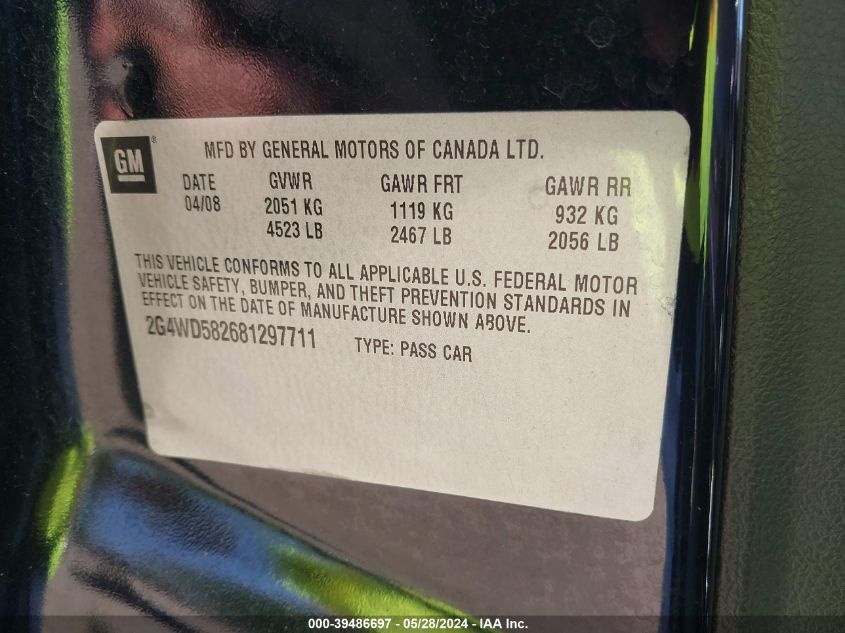 GM®
MFD BY GENERAL MOTORS OF CANADA LTD.
DATE GVWR GAWR FRT GAWR RR
04/08 2051 KG 1119 KG 932 KG
4523 LB 2467 LB 2056 LB
THIS VEHICLE CONFORMS TO ALL APPLICABLE U.S. FEDERAL MOTOR
VEHICLE SAFETY, BUMPER, AND THEFT PREVENTION STANDARDS IN
EFFECT ON THE DATE OF MANUFACTURE SHOWN ABOVE.
2G4WD582681297711 TYPE: PASS CAR
000-39486697 - 05/28/2024 - IAA Inc.